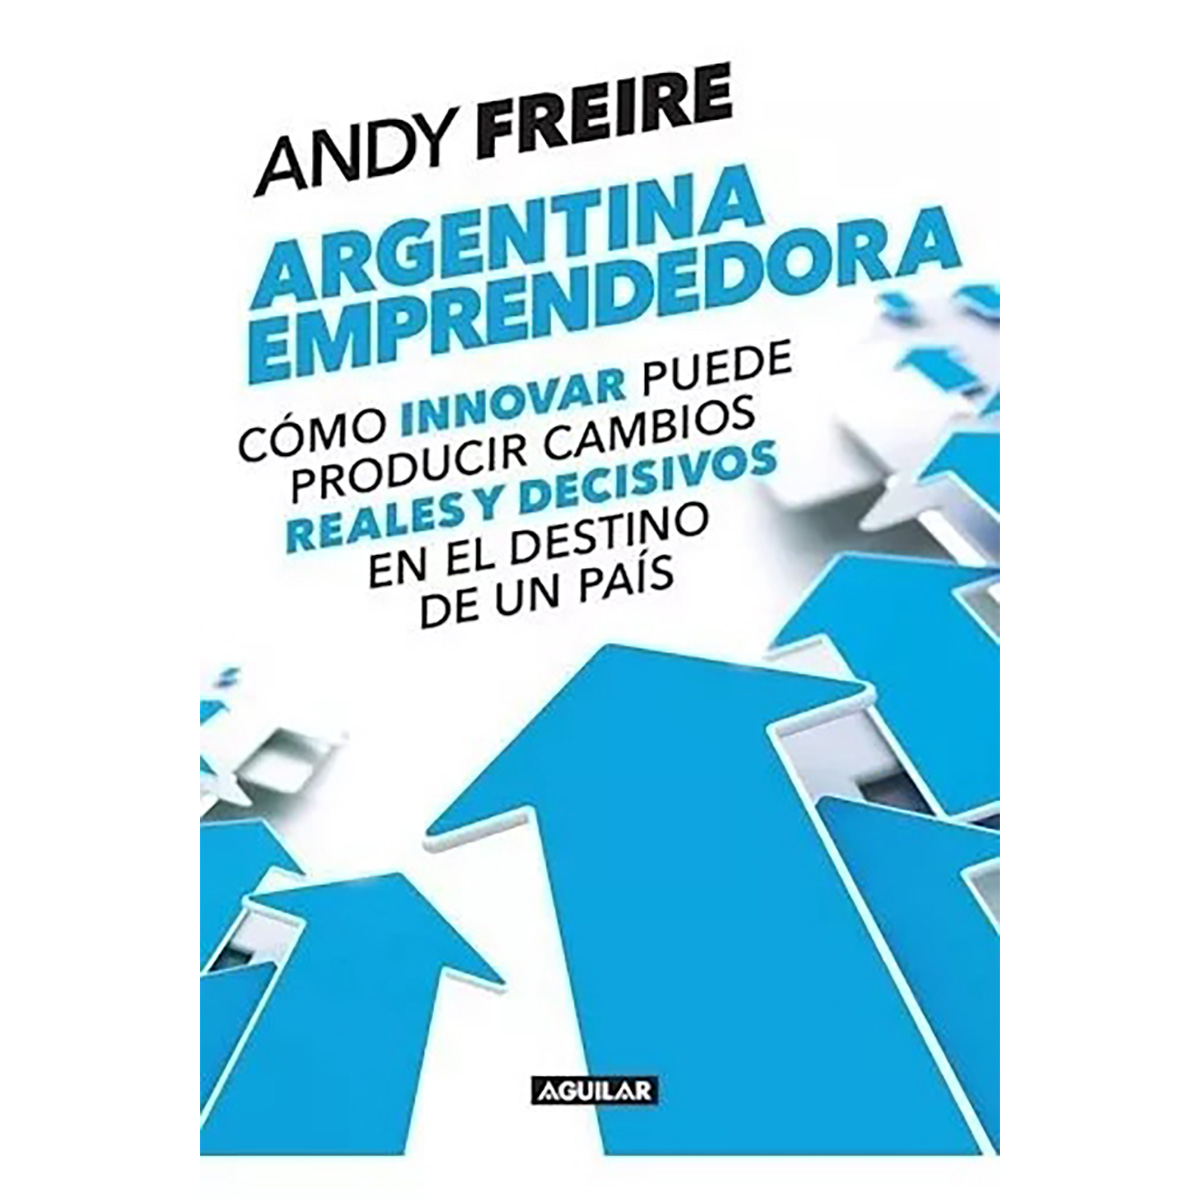 ANDY FREIRE
ARGENTINA
EMPRENDEDORA
CÓMO INNOVAR PUEDE
PRODUCIR CAMBIOS
REALES Y DECISIVOS
EN EL DESTINO
DE UN PAÍS
AGUILAR